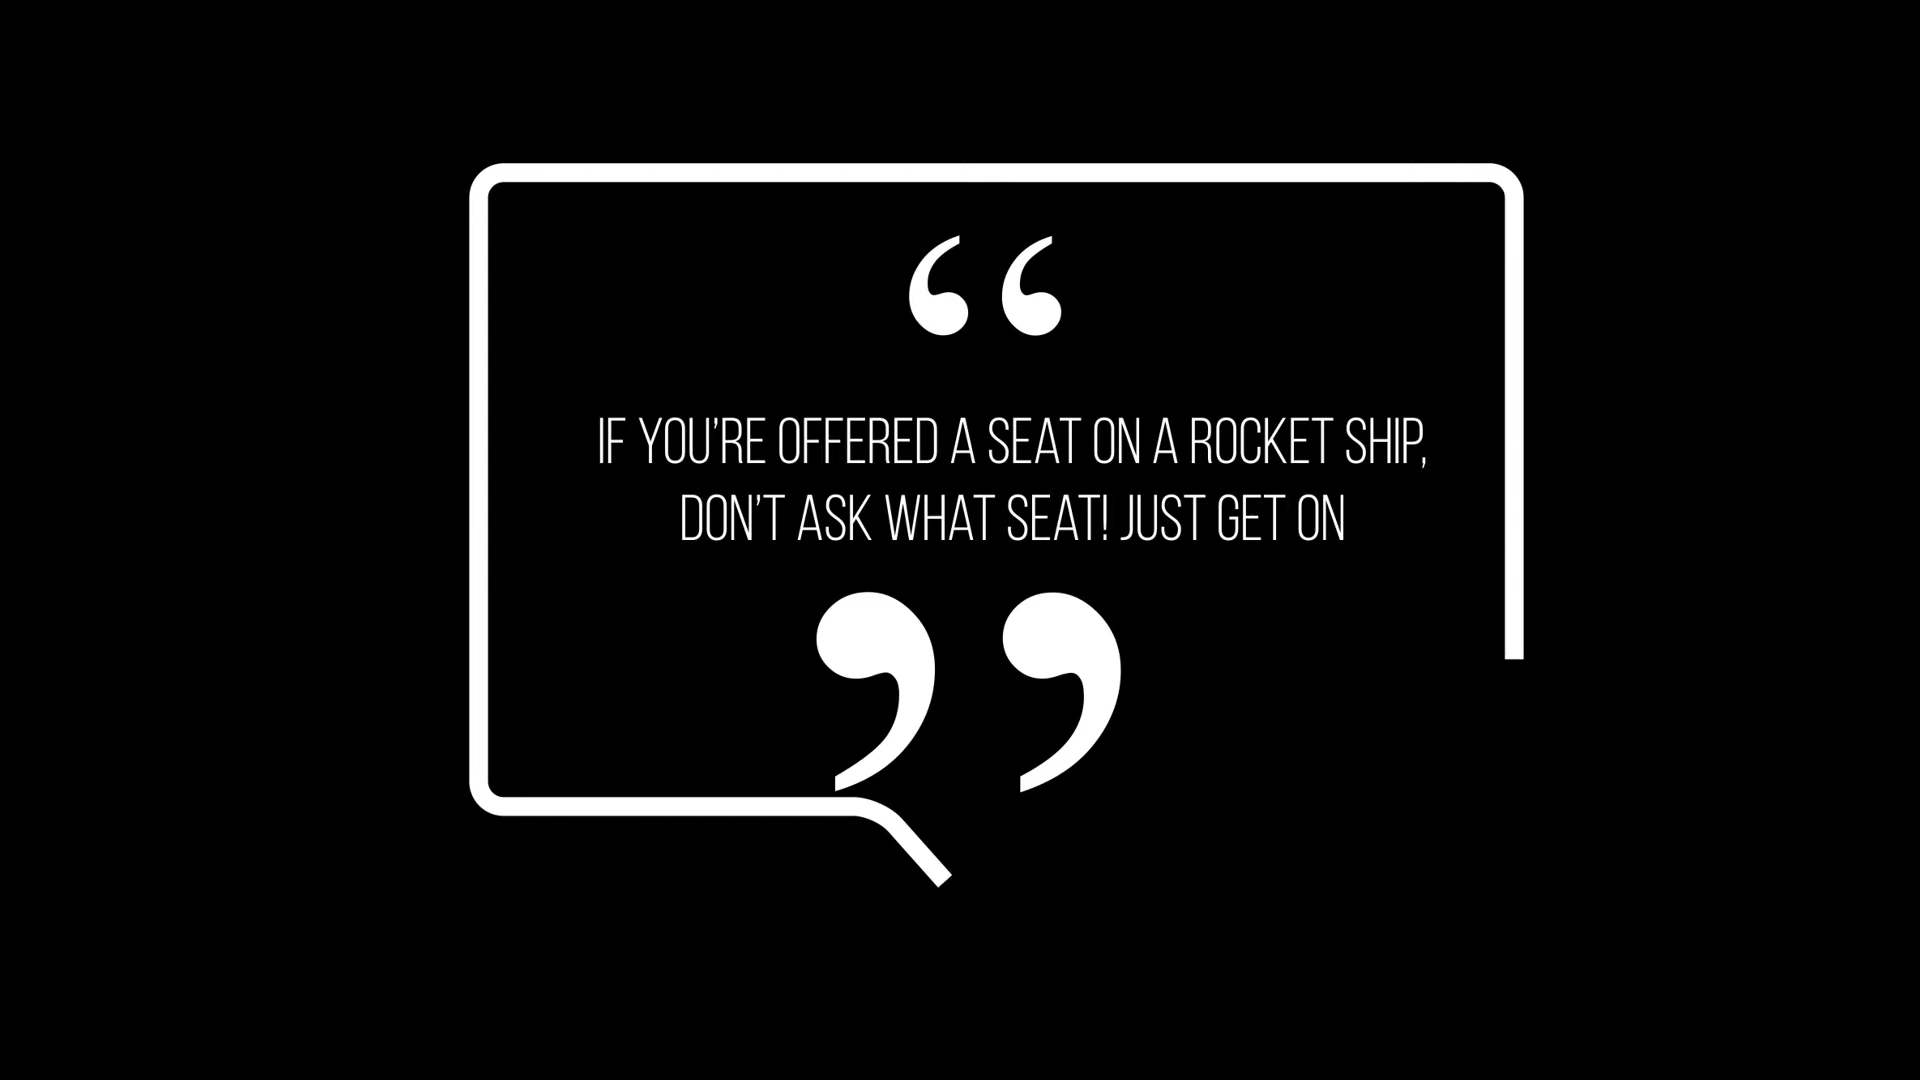 “
IF YOU’RE OFFERED A SEAT ON A ROCKET SHIP,
DON’T ASK WHAT SEAT! JUST GET ON
”